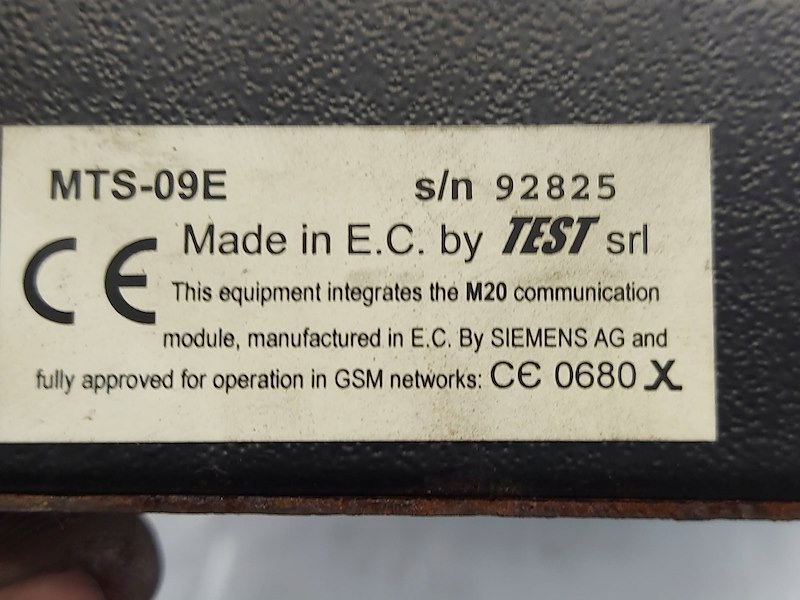 MTS-09E s/n 92825
Made in E.C. by TEST srl
CE This equipment integrates the M20 communication
module, manufactured in E.C. By SIEMENS AG and
fully approved for operation in GSM networks: CE 0680 X